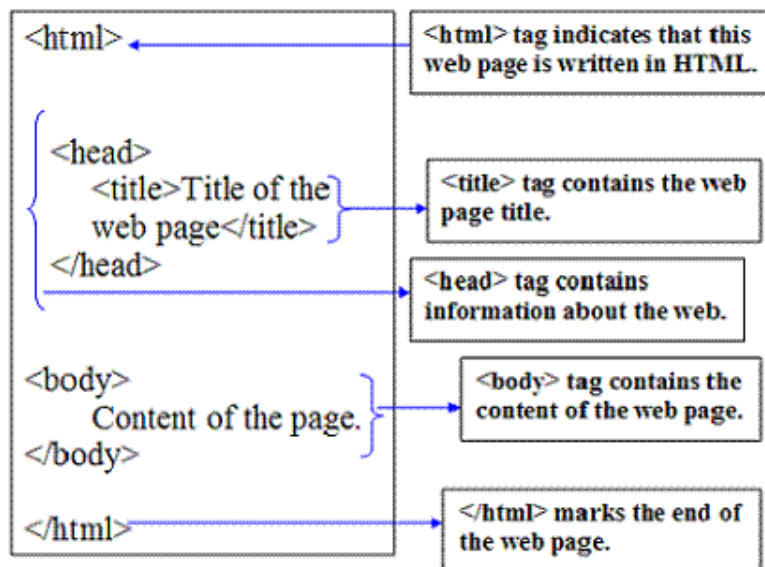 <html>
<html> tag indicates that this
web page is written in HTML.
<head>
<title>Title of the
web page</title>
</head>
<title> tag contains the web
page title.
<head> tag contains
information about the web.
<body>
Content of the page.
</body>
<body> tag contains the
content of the web page.
</html>
</html> marks the end of
the web page.